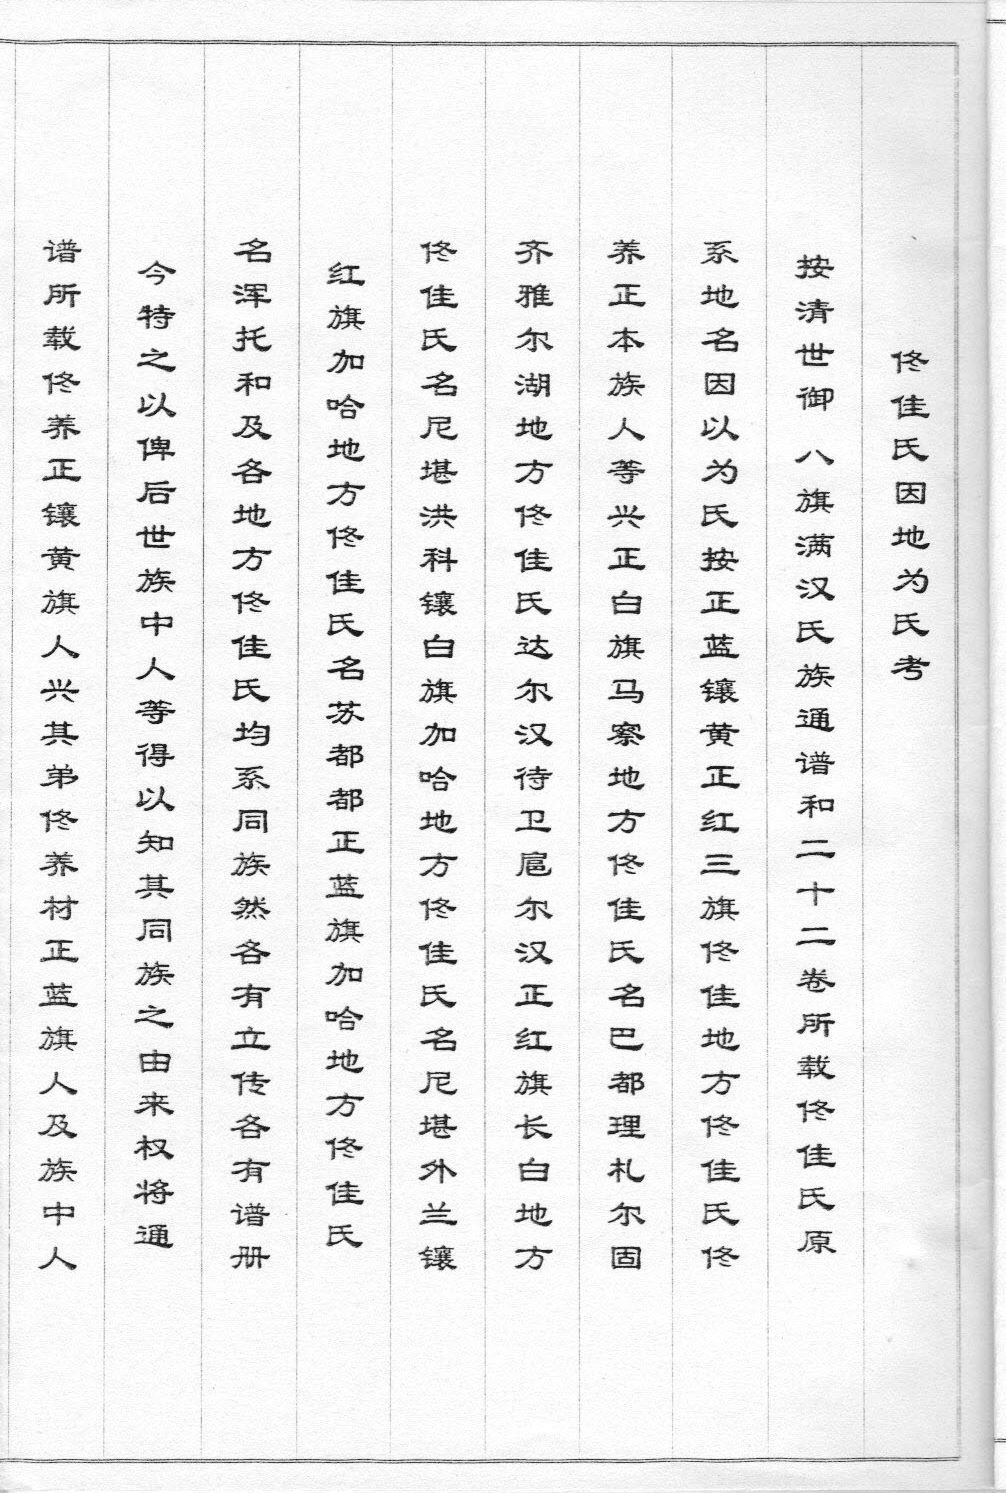 佟佳氏因地为氏考
按清世御 八旗满汉氏族通谱和二十二卷所载佟佳氏原
系地名因以为氏按正蓝镶黄正红三旗佟佳地方佟佳氏佟
养正本族人等兴正白旗马察地方佟佳氏名巴都理札尔固
齐雅尔湖地方佟佳氏达尔汉待卫扈尔汉正红旗长白地方
佟佳氏名尼堪洪科镶白旗加哈地方佟佳氏名尼堪外兰镶
红旗加哈地方佟佳氏名苏都都正蓝旗加哈地方佟佳氏
名浑托和及各地方佟佳氏均系同族然各有立传各有谱册
今特之以俾后世族中人等得以知其同族之由来权将通
谱所载佟养正镶黄旗人兴其弟佟养材正蓝旗人及族中人